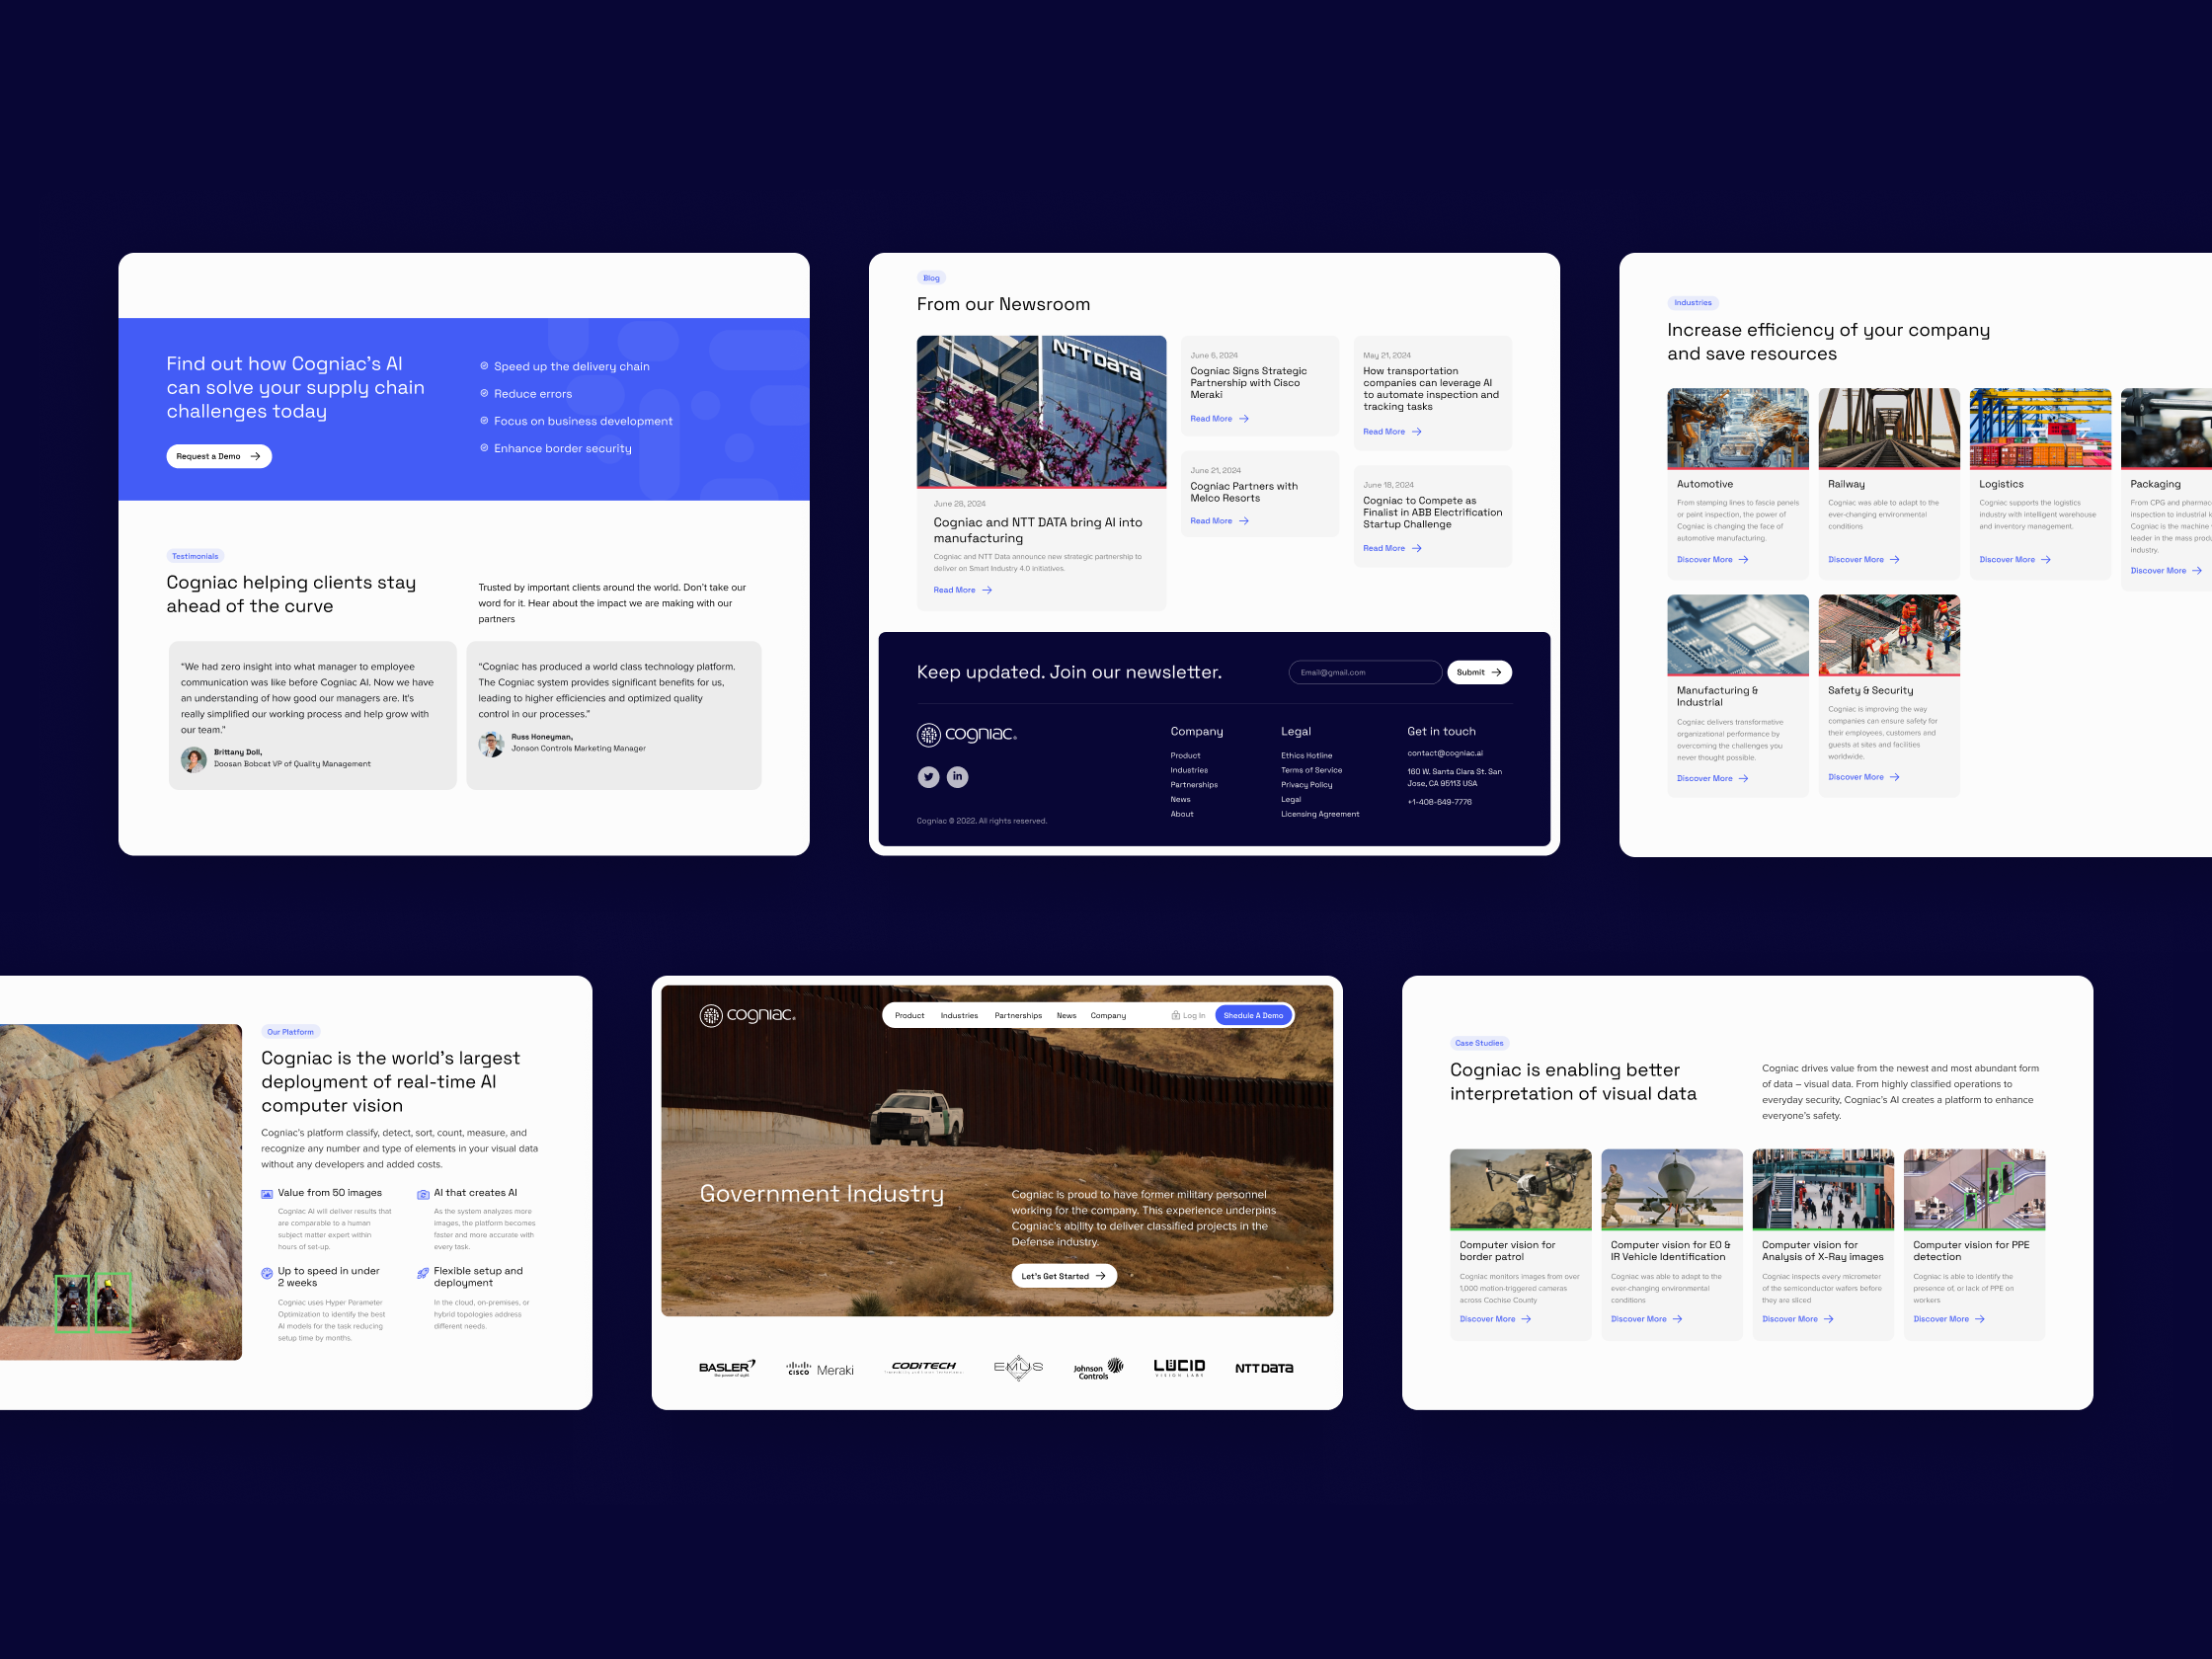 Find out how Cogniac's AI
can solve your supply chain
challenges today
Request a Demo
Speed up the delivery chain
Reduce errors
Focus on business development
Enhance border security
Testimonials
Cogniac helping clients stay
ahead of the curve
Trusted by important clients around the world. Don't take our
word for it. Hear about the impact we are making with our
partners
"We had zero insight into what manager to employee
communication was like before Cogniac AI. Now we have
an understanding of how good our managers are. It's
really simplified our working process and help grow with
our team."
Brittany Doll,
Doosan Bobcat VP of Quality Management
"Cogniac has produced a world class technology platform.
The Cogniac system provides significant benefits for us,
leading to higher efficiencies and optimized quality
control in our processes."
Russ Honeyman,
Jonson Controls Marketing Manager
Blog
From our Newsroom
NTT DATA
June 28, 2024
Cogniac and NTT DATA bring AI into
manufacturing
Cogniac and NTT Data announce new strategic partnership to
deliver on Smart Industry 4.0 initiatives.
Read More
June 6, 2024
Cogniac Signs Strategic
Partnership with Cisco
Meraki
Read More
June 21, 2024
Cogniac Partners with
Melco Resorts
Read More
May 21, 2024
How transportation
companies can leverage AI
to automate inspection and
tracking tasks
Read More
June 18, 2024
Cogniac to Compete as
Finalist in ABB Electrification
Startup Challenge
Read More
Keep updated. Join our newsletter.
Email@gmail.com
Submit
cogniac
Cogniac © 2022. All rights reserved.
Company
Product
Industries
Partnerships
News
About
Legal
Ethics Hotline
Terms of Service
Privacy Policy
Legal
Licensing Agreement
Get in touch
contact@cogniac.ai
160 W. Santa Clara St. San
Jose, CA 95113 USA
+1-408-649-7776
Industries
Increase efficiency of your company
and save resources
Automotive
From stamping lines to fascia panels
or paint inspection, the power of
Cogniac is changing the face of
automotive manufacturing.
Discover More
Railway
Cogniac was able to adapt to the
ever-changing environmental
conditions
Discover More
Logistics
Cogniac supports the logistics
industry with intelligent warehouse
and inventory management.
Discover More
Packaging
From CPG and pharmac
inspection to industrial k
Cogniac is the machine
leader in the mass produ
industry.
Discover More
Manufacturing &
Industrial
Cogniac delivers transformative
organizational performance by
overcoming the challenges you
never thought possible.
Discover More
Safety & Security
Cogniac is improving the way
companies can ensure safety for
their employees, customers and
guests at sites and facilities
worldwide.
Discover More
Our Platform
Cogniac is the world's largest
deployment of real-time AI
computer vision
Cogniac's platform classify, detect, sort, count, measure, and
recognize any number and type of elements in your visual data
without any developers and added costs.
Value from 50 images
Cogniac AI will deliver results that
are comparable to a human
subject matter expert within
hours of set-up.
AI that creates AI
As the system analyzes more
images, the platform becomes
faster and more accurate with
every task.
Up to speed in under
2 weeks
Cogniac uses Hyper Parameter
Optimization to identify the best
AI models for the task reducing
setup time by months.
Flexible setup and
deployment
In the cloud, on-premises, or
hybrid topologies address
different needs.
cogniac
Product
Industries
Partnerships
News
Company
Log In
Shedule A Demo
Government Industry
Cogniac is proud to have former military personnel
working for the company. This experience underpins
Cogniac's ability to deliver classified projects in the
Defense industry.
Let's Get Started
BASLER
the power of sight
CISCO Meraki
CODITECH
EMUS
Johnson
Controls
LUCID
VISION LABS
NTT DATA
Case Studies
Cogniac is enabling better
interpretation of visual data
Cogniac drives value from the newest and most abundant form
of data – visual data. From highly classified operations to
everyday security, Cogniac's AI creates a platform to enhance
everyone's safety.
Computer vision for
border patrol
Cogniac monitors images from over
1,000 motion-triggered cameras
across Cochise County
Discover More
Computer vision for EO &
IR Vehicle Identification
Cogniac was able to adapt to the
ever-changing environmental
conditions
Discover More
Computer vision for
Analysis of X-Ray images
Cogniac inspects every micrometer
of the semiconductor wafers before
they are sliced
Discover More
Computer vision for PPE
detection
Cogniac is able to identify the
presence of, or lack of PPE on
workers
Discover More